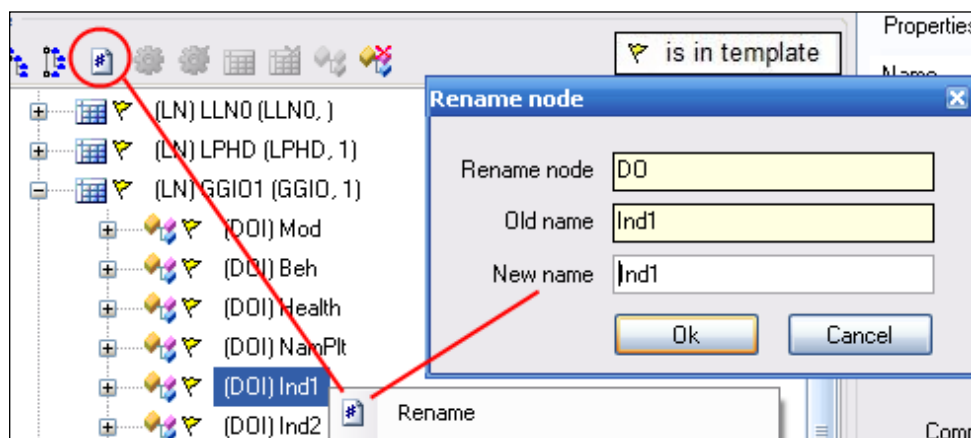 Properties
is in template
Name
Rename node
(LN) LLN0 (LLN0, )
(LN) LPHD (LPHD, 1)
(LN) GGIO1 (GGIO, 1)
(DOI) Mod
(DOI) Beh
(DOI) Health
(DOI) NamPlt
(DOI) Ind1
(DOI) Ind2
Rename node DO
Old name Ind1
New name Ind1
Ok Cancel
# Rename
Comm